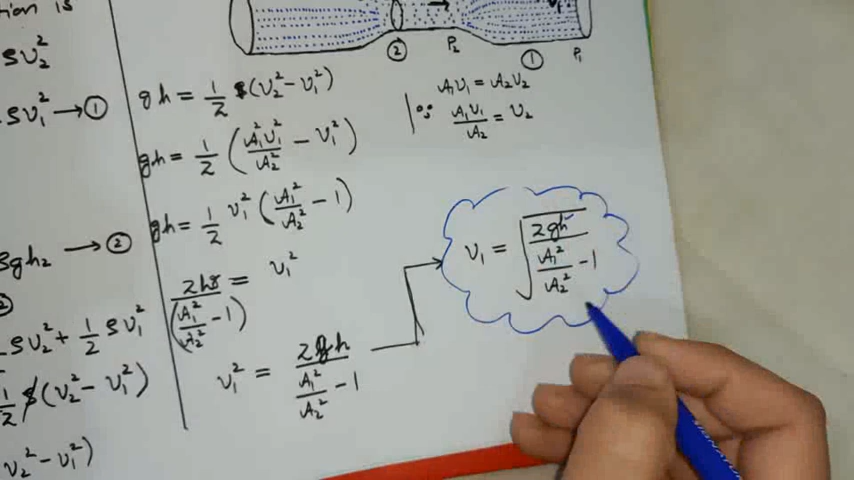 tion is
ρv₂²
ρv₁² → ①
ρgh₂ → ②
ρv₂² + 1/2 ρv₁²
1/2 ρ(v₂² - v₁²)
v₂² - v₁²)
② P₂ ① P₁
gh = 1/2 (v₂² - v₁²)
gh = 1/2 (A₁²v₁²/A₂² - v₁²)
gh = 1/2 v₁² (A₁²/A₂² - 1)
2hg/(A₁²/A₂² - 1) = v₁²
v₁² = 2gh/(A₁²/A₂² - 1)
A₁v₁ = A₂v₂
∵ A₁v₁/A₂ = v₂
v₁ = √(2gh/(A₁²/A₂² - 1))